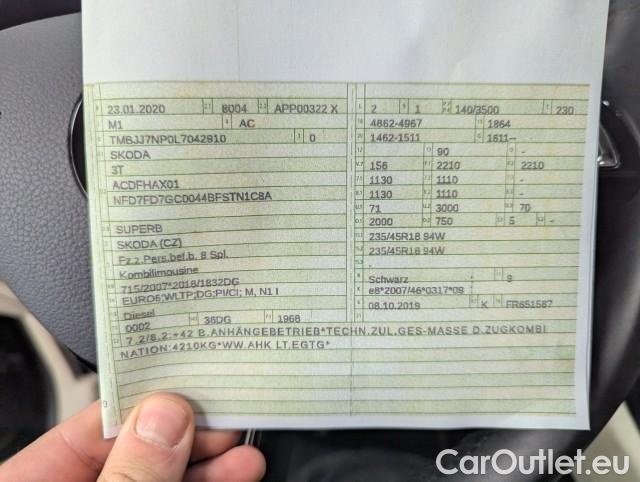 23.01.2020 8004 APP00322 X 2 1 140/3500 230
M1 AC 4862-4967 1864
TMBJJ7NP0L7042910 0 1462-1511 1611--
SKODA 90 -
3T 156 2210 2210
ACDFHAX01 1130 1110 -
NFD7FD7GC0044BFSTN1C8A 1130 1110 -
71 3000 70
SUPERB 2000 750 5 -
SKODA (CZ) 235/45R18 94W
Fz.z.Pers.bef.b. 8 Spl. 235/45R18 94W
Kombilimousine -
715/2007*2018/1832DG Schwarz 9
EURO6;WLTP;DG;PI/CI; M, N1 I e8*2007/46*0317*09
Diesel 08.10.2019 K FR651587
0002 36DG 1968
7.2/8.2:+42 B.ANHÄNGEBETRIEB*TECHN.ZUL.GES-MASSE D.ZUGKOMBI
NATION:4210KG*WW.AHK LT.EGTG*
CarOutlet.eu